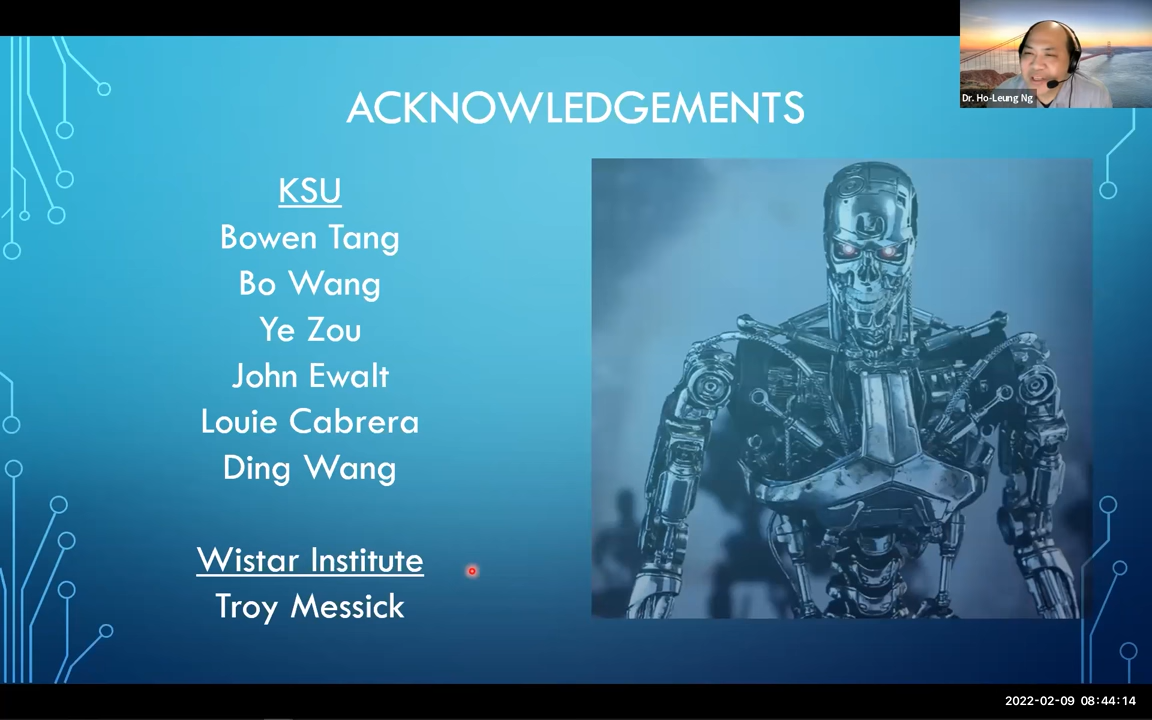 Dr. Ho-Leung Ng
ACKNOWLEDGEMENTS
KSU
Bowen Tang
Bo Wang
Ye Zou
John Ewalt
Louie Cabrera
Ding Wang
Wistar Institute
Troy Messick
2022-02-09 08:44:14